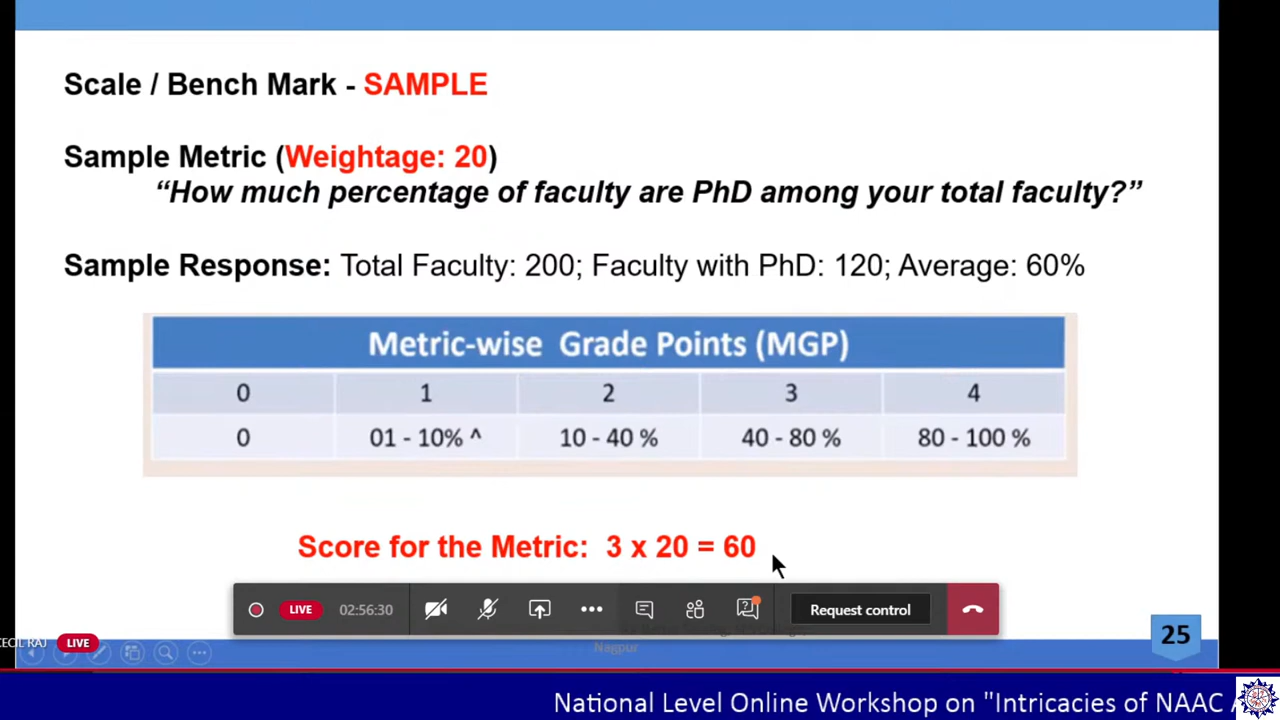 Scale / Bench Mark - SAMPLE
Sample Metric (Weightage: 20)
“How much percentage of faculty are PhD among your total faculty?”
Sample Response: Total Faculty: 200; Faculty with PhD: 120; Average: 60%
Metric-wise Grade Points (MGP)
0 1 2 3 4
0 01 - 10% ^ 10 - 40 % 40 - 80 % 80 - 100 %
Score for the Metric: 3 x 20 = 60
LIVE 02:56:30 Request control
25
CECIL RAJ LIVE
Nagpur
National Level Online Workshop on "Intricacies of NAAC